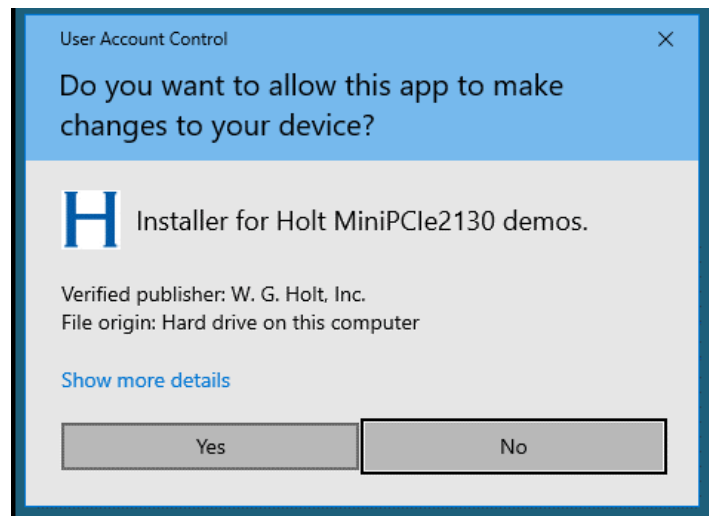 User Account Control
Do you want to allow this app to make
changes to your device?
H
Installer for Holt MiniPCIe2130 demos.
Verified publisher: W. G. Holt, Inc.
File origin: Hard drive on this computer
Show more details
Yes
No